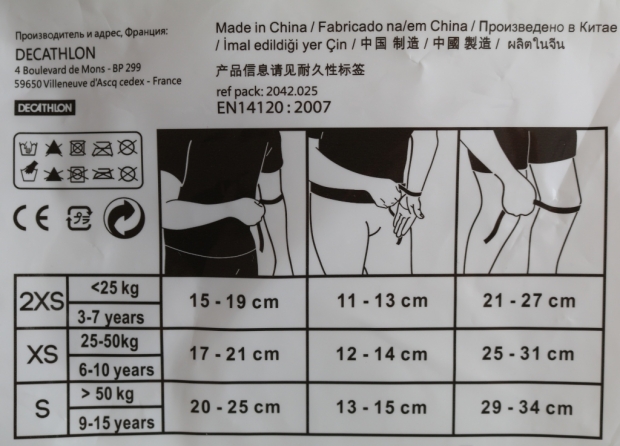 Производитель и адрес, Франция:
DECATHLON
4 Boulevard de Mons - BP 299
59650 Villeneuve d'Ascq cedex - France
DECATHLON
Made in China / Fabricado na/em China / Произведено в Китае
/ İmal edildiği yer Çin / 中国 制造 / 中國 製造 / ผลิตในจีน
产品信息请见耐久性标签
ref pack: 2042.025
EN14120 : 2007
CE
プラ
2XS <25 kg 15 - 19 cm 11 - 13 cm 21 - 27 cm
3-7 years
XS 25-50kg 17 - 21 cm 12 - 14 cm 25 - 31 cm
6-10 years
S > 50 kg 20 - 25 cm 13 - 15 cm 29 - 34 cm
9-15 years